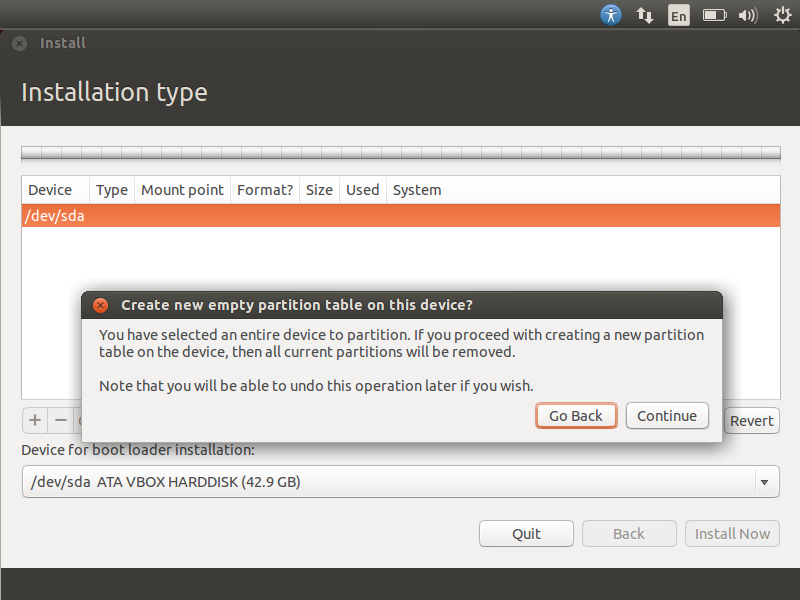 En
Install
Installation type
Device Type Mount point Format? Size Used System
/dev/sda
Create new empty partition table on this device?
You have selected an entire device to partition. If you proceed with creating a new partition
table on the device, then all current partitions will be removed.
Note that you will be able to undo this operation later if you wish.
Go Back Continue
+ − Revert
Device for boot loader installation:
/dev/sda ATA VBOX HARDDISK (42.9 GB)
Quit Back Install Now